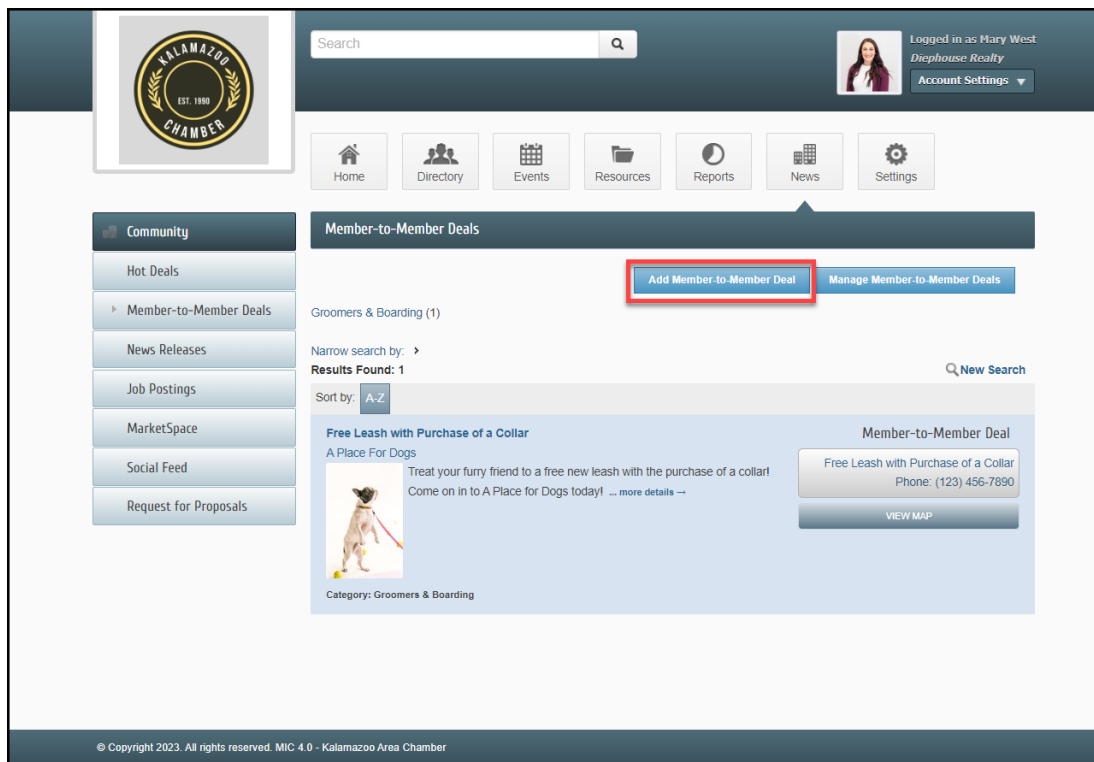 KALAMAZOO
EST. 1990
CHAMBER
Search
Logged in as Mary West
Diephouse Realty
Account Settings
Home
Directory
Events
Resources
Reports
News
Settings
Community
Hot Deals
Member-to-Member Deals
News Releases
Job Postings
MarketSpace
Social Feed
Request for Proposals
Member-to-Member Deals
Add Member-to-Member Deal
Manage Member-to-Member Deals
Groomers & Boarding (1)
Narrow search by: >
Results Found: 1
New Search
Sort by: A-Z
Free Leash with Purchase of a Collar
A Place For Dogs
Treat your furry friend to a free new leash with the purchase of a collar!
Come on in to A Place for Dogs today! ... more details →
Category: Groomers & Boarding
Member-to-Member Deal
Free Leash with Purchase of a Collar
Phone: (123) 456-7890
VIEW MAP
© Copyright 2023. All rights reserved. MIC 4.0 - Kalamazoo Area Chamber